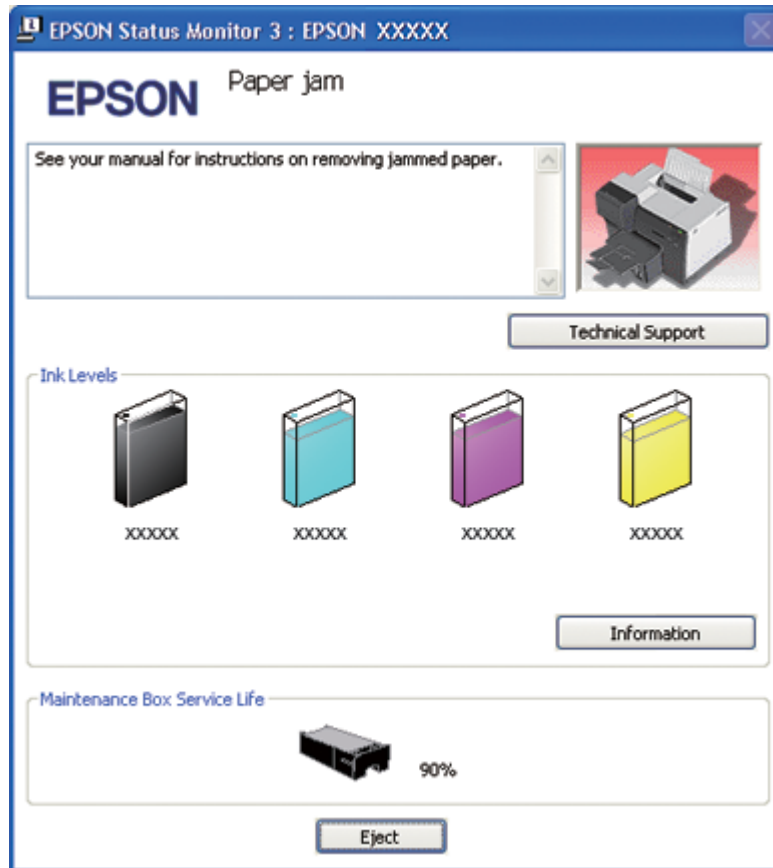 EPSON Status Monitor 3 : EPSON XXXXX
EPSON
Paper jam
See your manual for instructions on removing jammed paper.
Technical Support
Ink Levels
XXXXX XXXXX XXXXX XXXXX
Information
Maintenance Box Service Life
90%
Eject